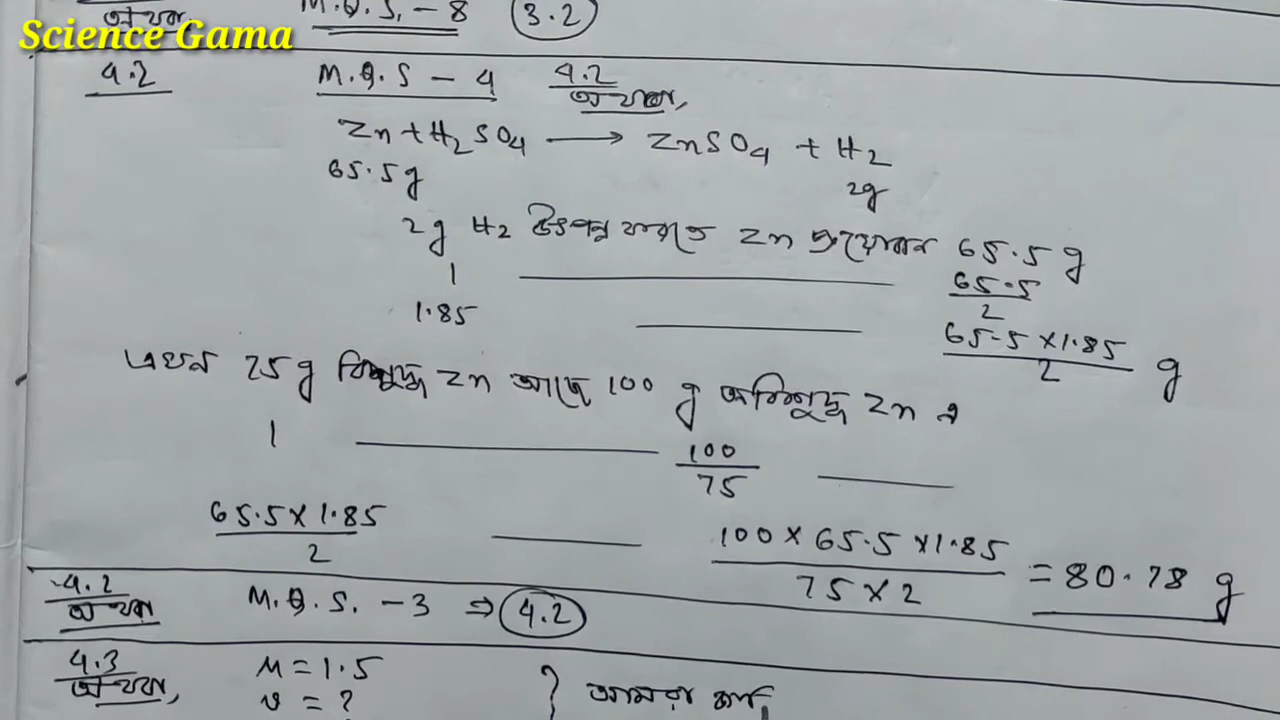 অথবা M.Q.S. - 8 3.2
Science Gama
4.2 M.Q.S - 4 4.2 অথবা,
Zn + H2SO4 ⟶ ZnSO4 + H2
65.5g 2g
2g H2 উৎপন্ন করতে Zn প্রয়োজন 65.5 g
1 ——— 65.5/2
1.85 ——— 65.5 × 1.85/2 g
এখন 75g বিশুদ্ধ Zn আছে 100 g অবিশুদ্ধ Zn এ
1 ——— 100/75 ———
65.5 × 1.85/2 ——— 100 × 65.5 × 1.85/75 × 2 = 80.78 g
4.2 অথবা M.Q.S. - 3 ⇒ 4.2
4.3 অথবা, μ = 1.5
v = ? } আমরা জানি,